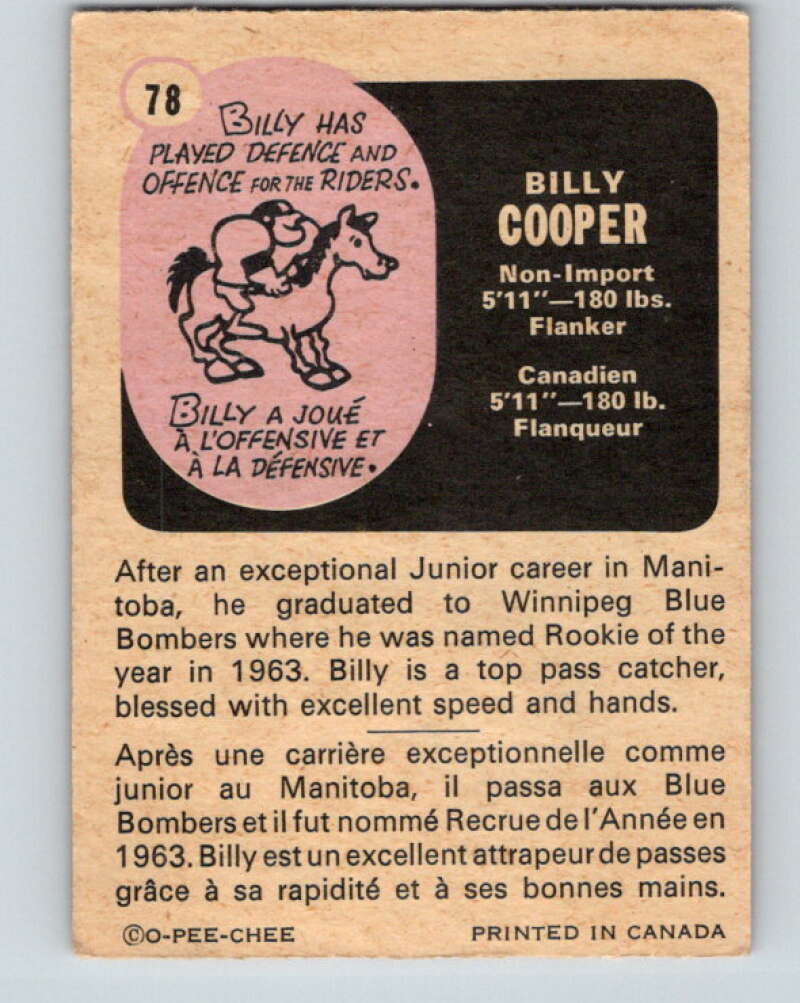 78
BILLY HAS
PLAYED DEFENCE AND
OFFENCE FOR THE RIDERS.
BILLY A JOUÉ
À L'OFFENSIVE ET
À LA DÉFENSIVE.
BILLY
COOPER
Non-Import
5'11"—180 lbs.
Flanker
Canadien
5'11"—180 lb.
Flanqueur
After an exceptional Junior career in Mani-
toba, he graduated to Winnipeg Blue
Bombers where he was named Rookie of the
year in 1963. Billy is a top pass catcher,
blessed with excellent speed and hands.
Après une carrière exceptionnelle comme
junior au Manitoba, il passa aux Blue
Bombers et il fut nommé Recrue de l'Année en
1963. Billy est un excellent attrapeur de passes
grâce à sa rapidité et à ses bonnes mains.
©O-PEE-CHEE PRINTED IN CANADA